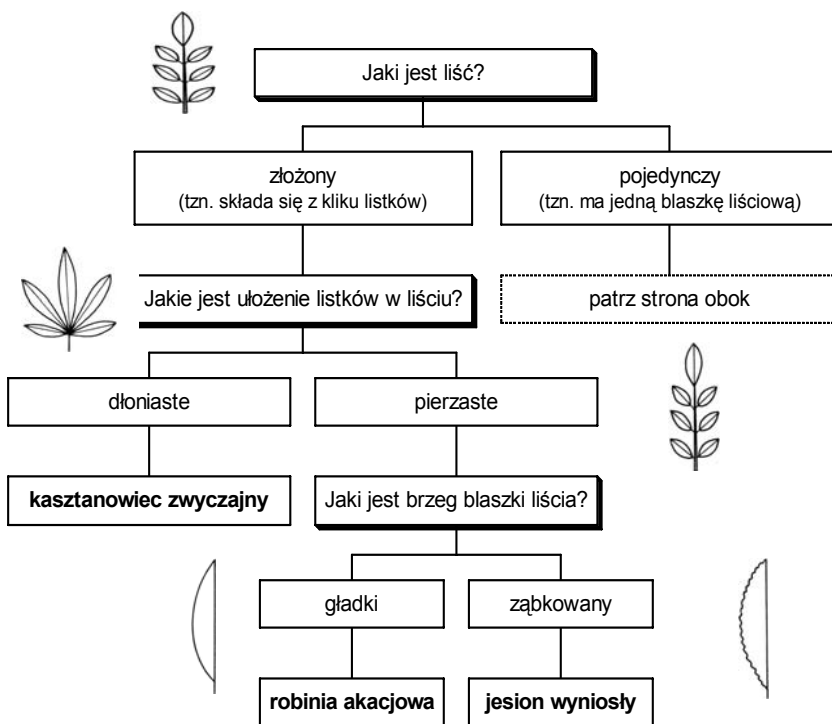 Jaki jest liść?
złożony
(tzn. składa się z kliku listków)
pojedynczy
(tzn. ma jedną blaszkę liściową)
Jakie jest ułożenie listków w liściu?
patrz strona obok
dłoniaste
pierzaste
kasztanowiec zwyczajny
Jaki jest brzeg blaszki liścia?
gładki
ząbkowany
robinia akacjowa
jesion wyniosły